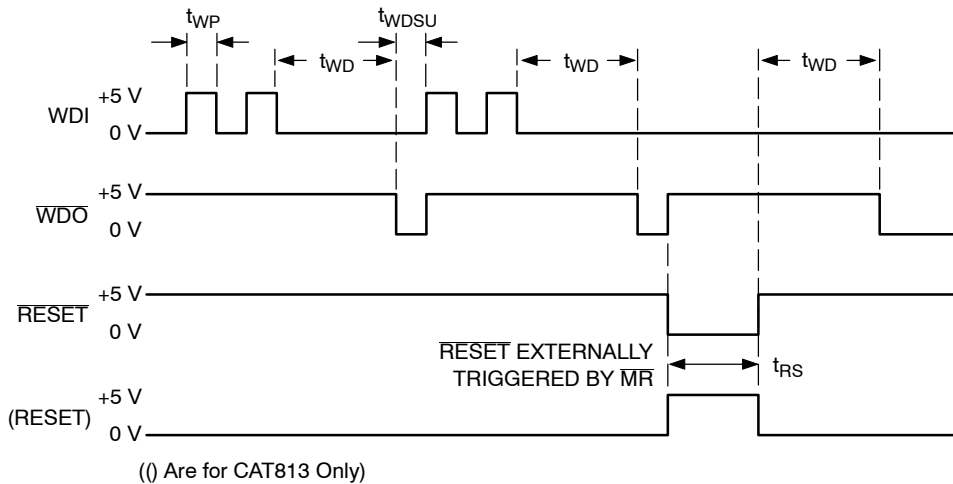 tWP
tWDSU
tWD
tWD
tWD
WDI
+5 V
0 V
WDO
+5 V
0 V
RESET
+5 V
0 V
RESET EXTERNALLY
TRIGGERED BY MR
tRS
(RESET)
+5 V
0 V
(() Are for CAT813 Only)